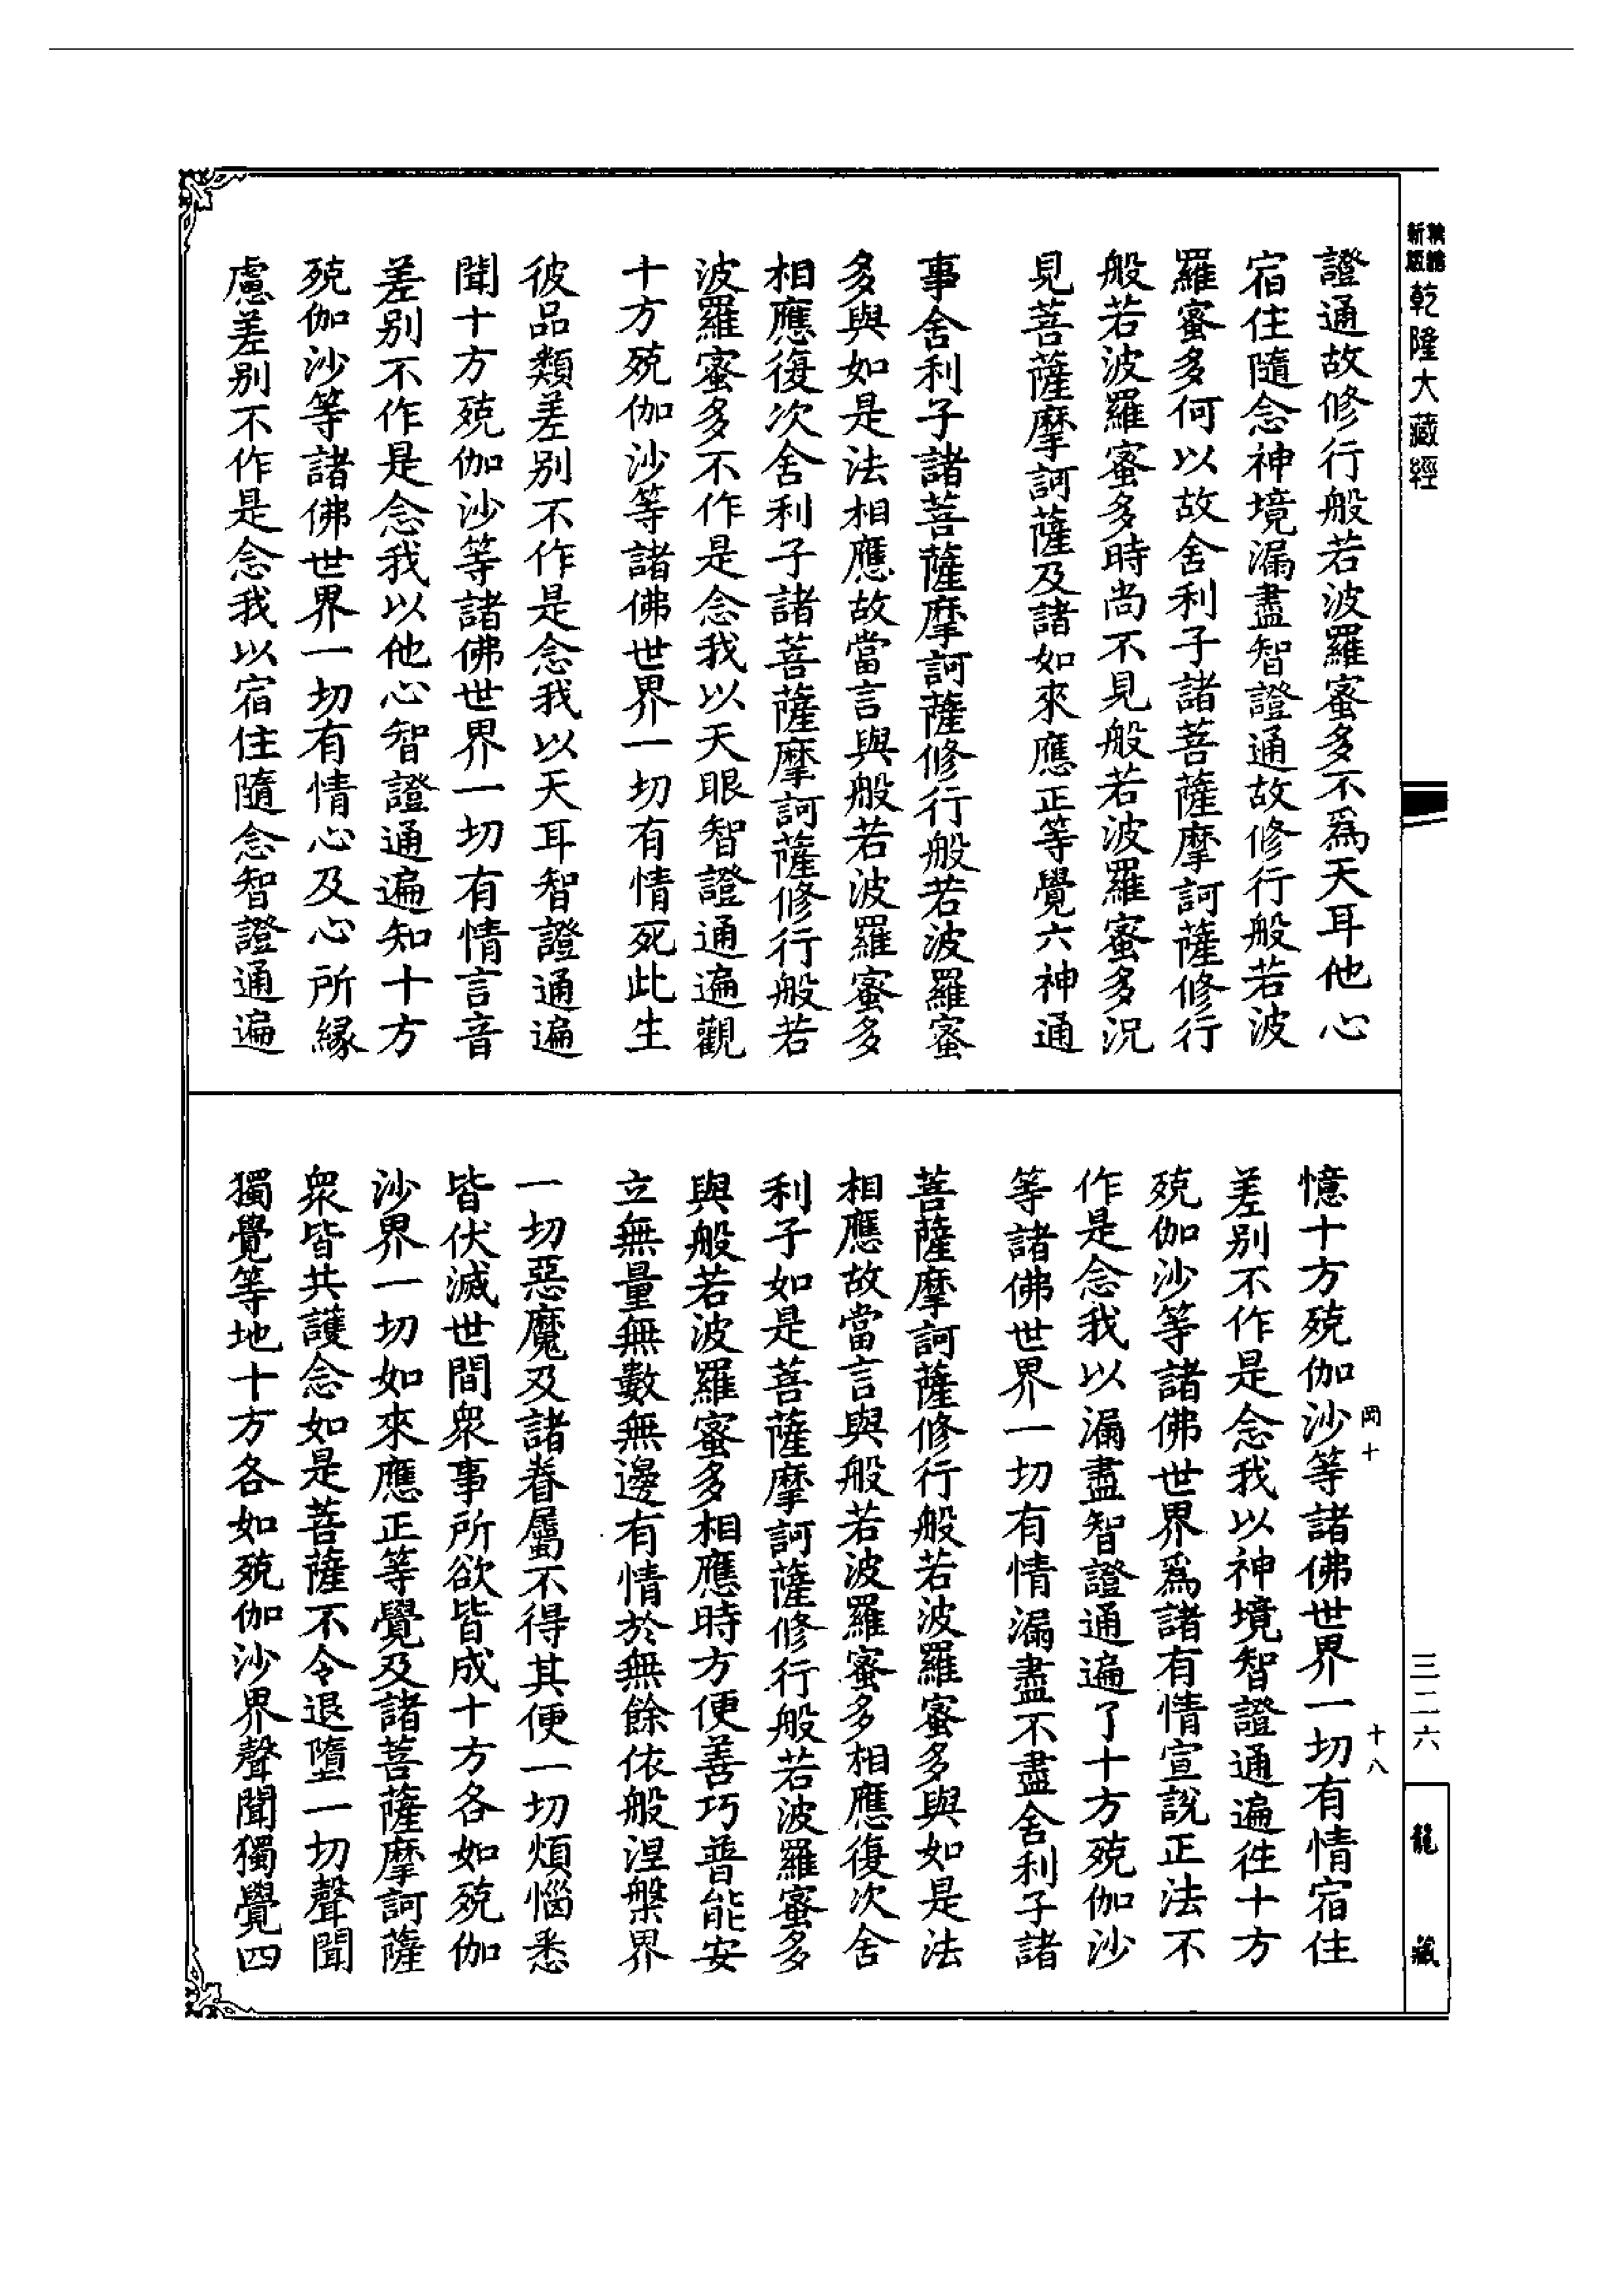 乾隆大藏經
證通故修行般若波羅蜜多不爲天耳他心
宿住隨念神境漏盡智證通故修行般若波
羅蜜多何以故舍利子諸菩薩摩訶薩修行
般若波羅蜜多時尚不見般若波羅蜜多況
見菩薩摩訶薩及諸如來應正等覺六神通
事舍利子諸菩薩摩訶薩修行般若波羅蜜
多與如是法相應故當言與般若波羅蜜多
相應復次舍利子諸菩薩摩訶薩修行般若
波羅蜜多不作是念我以天眼智證通遍觀
十方殑伽沙等諸佛世界一切有情死此生
彼品類差别不作是念我以天耳智證通遍
聞十方殑伽沙等諸佛世界一切有情言音
差别不作是念我以他心智證通遍知十方
殑伽沙等諸佛世界一切有情心及心所緣
慮差别不作是念我以宿住隨念智證通遍
三二六
龍藏
岡十
十八
憶十方殑伽沙等諸佛世界一切有情宿住
差别不作是念我以神境智證通遍往十方
殑伽沙等諸佛世界爲諸有情宣說正法不
作是念我以漏盡智證通遍了十方殑伽沙
等諸佛世界一切有情漏盡不盡舍利子諸
菩薩摩訶薩修行般若波羅蜜多與如是法
相應故當言與般若波羅蜜多相應復次舍
利子如是菩薩摩訶薩修行般若波羅蜜多
與般若波羅蜜多相應時方便善巧普能安
立無量無數無邊有情於無餘依般涅槃界
一切惡魔及諸眷屬不得其便一切煩惱悉
皆伏滅世間衆事所欲皆成十方各如殑伽
沙界一切如來應正等覺及諸菩薩摩訶薩
衆皆共護念如是菩薩不令退墮一切聲聞
獨覺等地十方各如殑伽沙界聲聞獨覺四